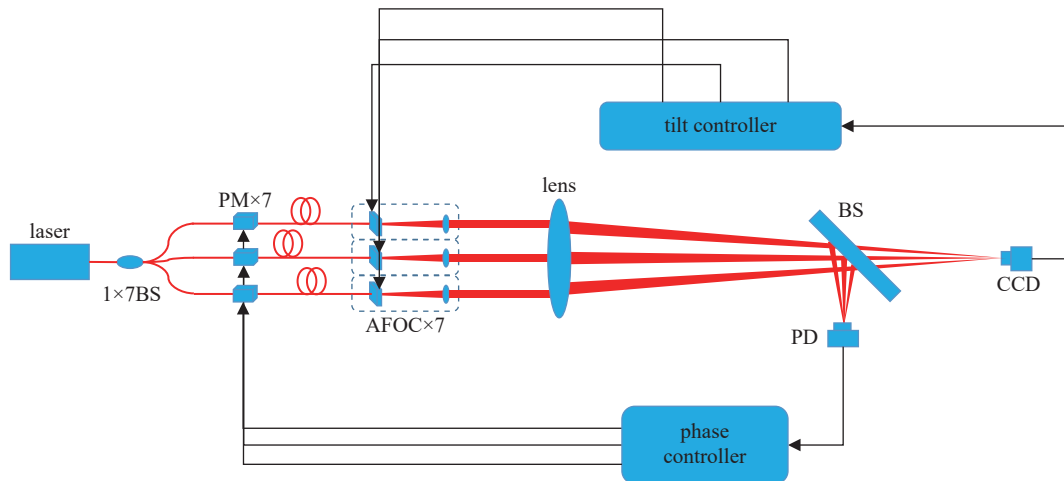 tilt controller
lens
PM×7
BS
laser
CCD
1×7BS
AFOC×7
PD
phase
controller